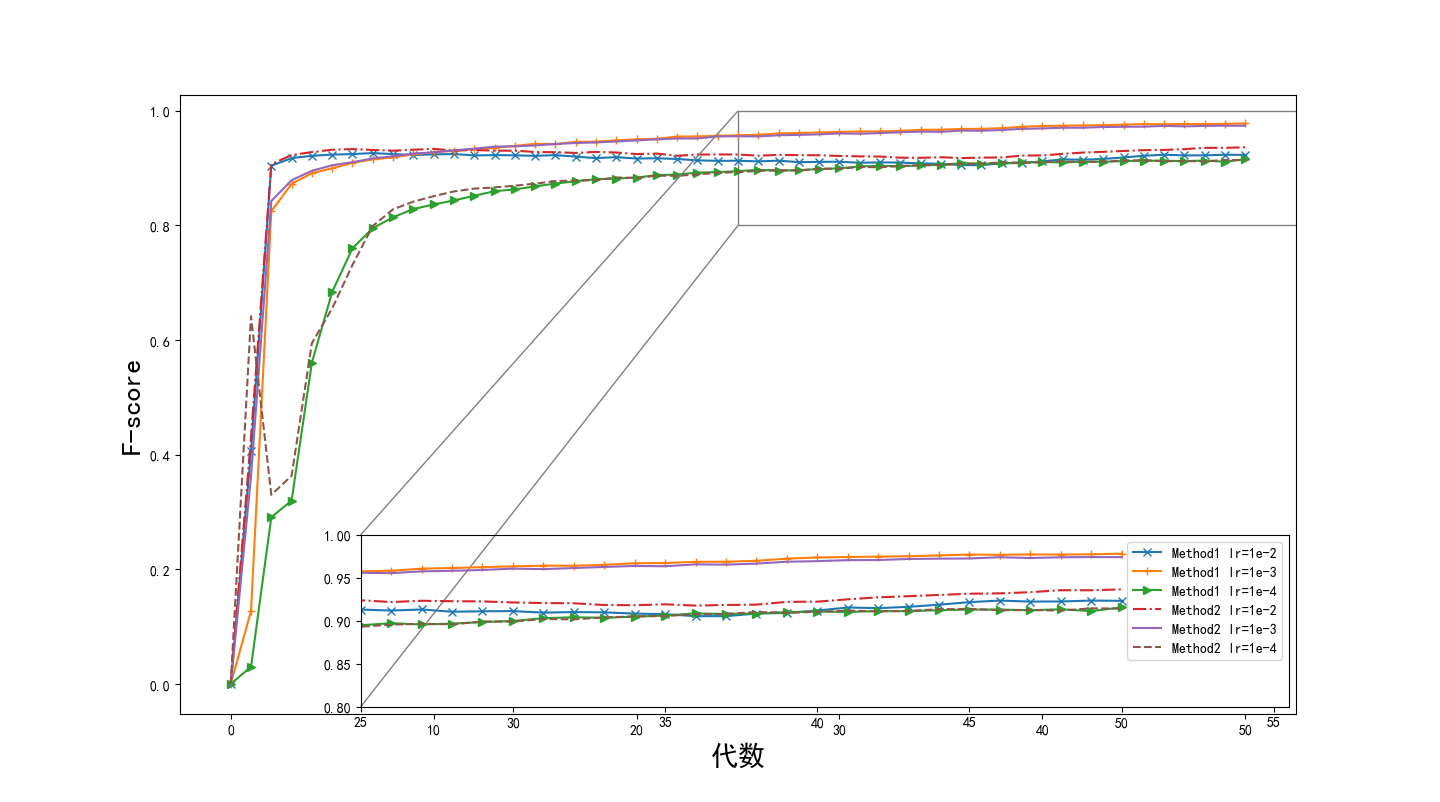 1.0
0.8
0.6
0.4
0.2
0.0
F-score
1.00
0.95
0.90
0.85
0.80
Method1 lr=1e-2
Method1 lr=1e-3
Method1 lr=1e-4
Method2 lr=1e-2
Method2 lr=1e-3
Method2 lr=1e-4
25 30 35 40 45 50 55
0 10 20 30 40 50
代数